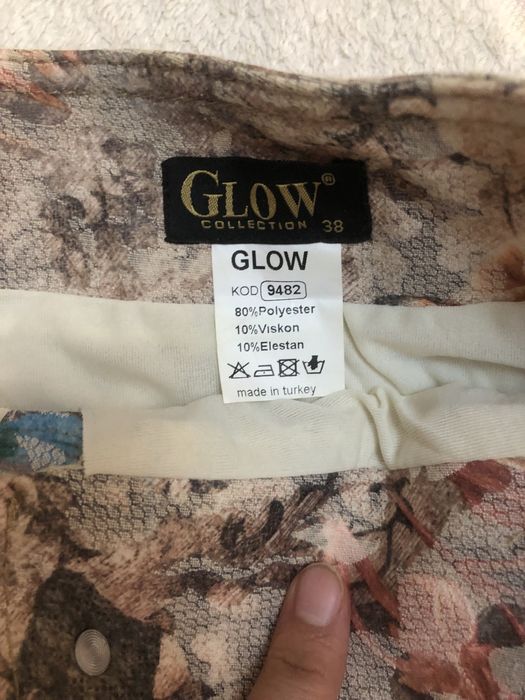 GLOW®
COLLECTION 38
GLOW
KOD 9482
80%Polyester
10%Viskon
10%Elestan
made in turkey